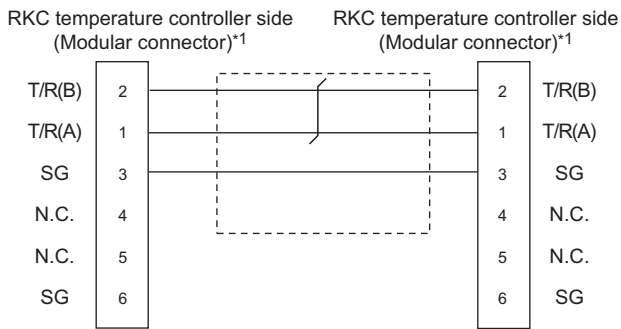 RKC temperature controller side RKC temperature controller side
(Modular connector)*1 (Modular connector)*1
T/R(B) 2 2 T/R(B)
T/R(A) 1 1 T/R(A)
SG 3 3 SG
N.C. 4 4 N.C.
N.C. 5 5 N.C.
SG 6 6 SG